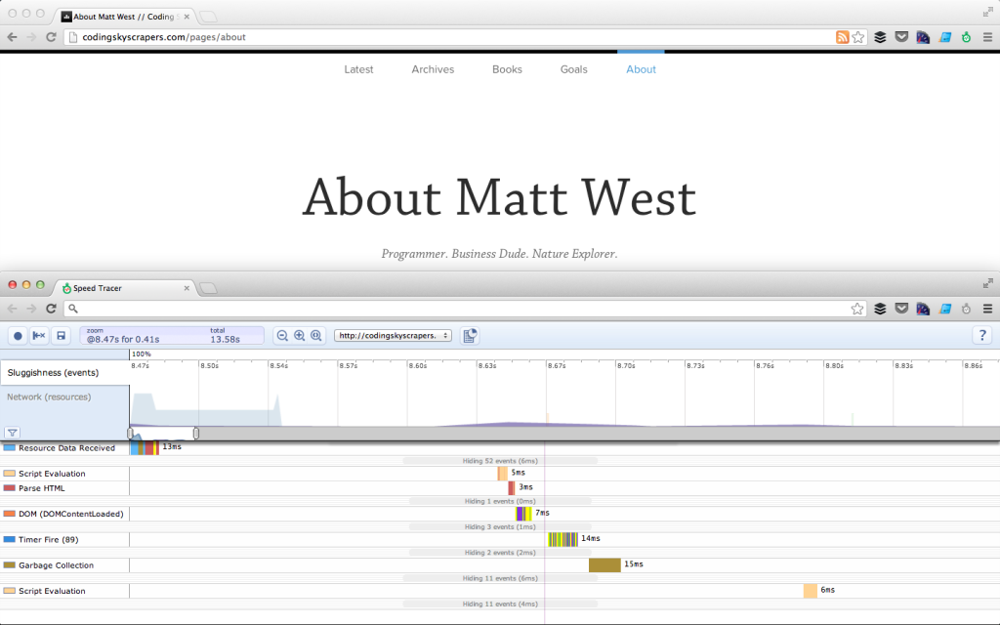 About Matt West // Coding S
codingskyscrapers.com/pages/about
Latest Archives Books Goals About
About Matt West
Programmer. Business Dude. Nature Explorer.
Speed Tracer
zoom total
@8.47s for 0.41s 13.58s
http://codingskyscrapers.
?
100%
8.47s 8.50s 8.54s 8.57s 8.60s 8.63s 8.67s 8.70s 8.73s 8.76s 8.80s 8.83s 8.86s
Sluggishness (events)
Network (resources)
Resource Data Received 13ms
Hiding 52 events (6ms)
Script Evaluation 5ms
Parse HTML 3ms
Hiding 1 events (0ms)
DOM (DOMContentLoaded) 7ms
Hiding 3 events (1ms)
Timer Fire (89) 14ms
Hiding 2 events (2ms)
Garbage Collection 15ms
Hiding 11 events (6ms)
Script Evaluation 6ms
Hiding 11 events (4ms)